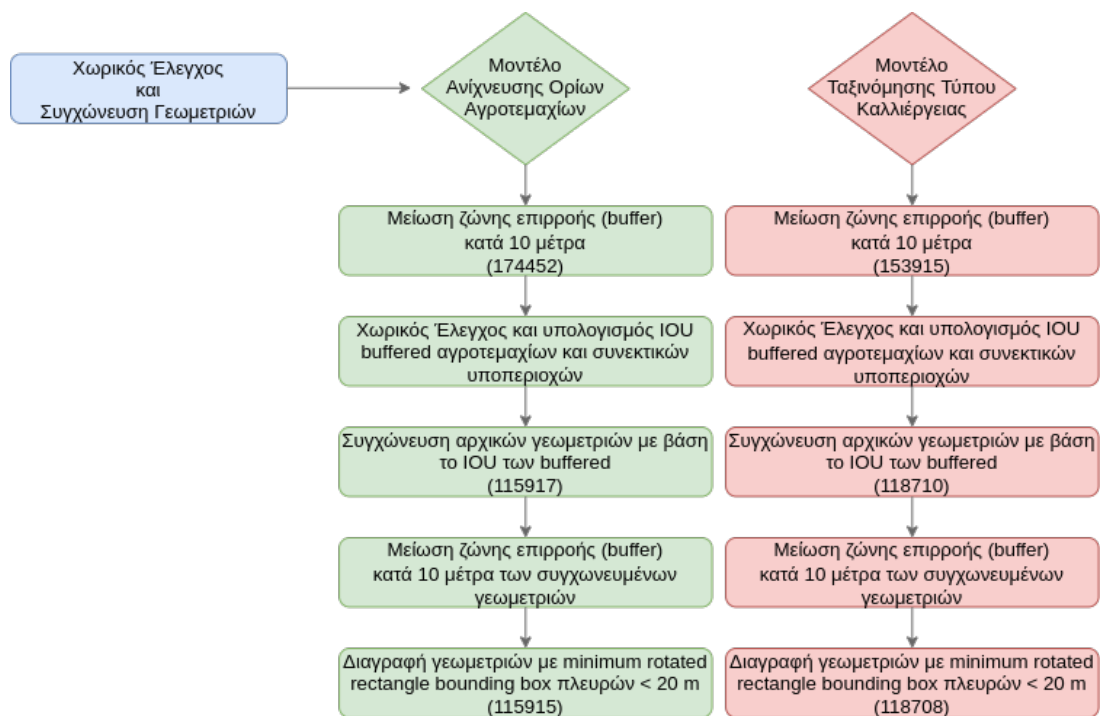 Χωρικός Έλεγχος
και
Συγχώνευση Γεωμετριών
Μοντέλο
Ανίχνευσης Ορίων
Αγροτεμαχίων
Μοντέλο
Ταξινόμησης Τύπου
Καλλιέργειας
Μείωση ζώνης επιρροής (buffer)
κατά 10 μέτρα
(174452)
Μείωση ζώνης επιρροής (buffer)
κατά 10 μέτρα
(153915)
Χωρικός Έλεγχος και υπολογισμός IOU
buffered αγροτεμαχίων και συνεκτικών
υποπεριοχών
Χωρικός Έλεγχος και υπολογισμός IOU
buffered αγροτεμαχίων και συνεκτικών
υποπεριοχών
Συγχώνευση αρχικών γεωμετριών με βάση
το IOU των buffered
(115917)
Συγχώνευση αρχικών γεωμετριών με βάση
το IOU των buffered
(118710)
Μείωση ζώνης επιρροής (buffer)
κατά 10 μέτρα των συγχωνευμένων
γεωμετριών
Μείωση ζώνης επιρροής (buffer)
κατά 10 μέτρα των συγχωνευμένων
γεωμετριών
Διαγραφή γεωμετριών με minimum rotated
rectangle bounding box πλευρών < 20 m
(115915)
Διαγραφή γεωμετριών με minimum rotated
rectangle bounding box πλευρών < 20 m
(118708)